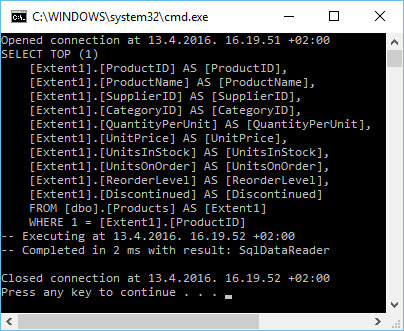 C:\WINDOWS\system32\cmd.exe
Opened connection at 13.4.2016. 16.19.51 +02:00
SELECT TOP (1)
    [Extent1].[ProductID] AS [ProductID],
    [Extent1].[ProductName] AS [ProductName],
    [Extent1].[SupplierID] AS [SupplierID],
    [Extent1].[CategoryID] AS [CategoryID],
    [Extent1].[QuantityPerUnit] AS [QuantityPerUnit],
    [Extent1].[UnitPrice] AS [UnitPrice],
    [Extent1].[UnitsInStock] AS [UnitsInStock],
    [Extent1].[UnitsOnOrder] AS [UnitsOnOrder],
    [Extent1].[ReorderLevel] AS [ReorderLevel],
    [Extent1].[Discontinued] AS [Discontinued]
    FROM [dbo].[Products] AS [Extent1]
    WHERE 1 = [Extent1].[ProductID]
-- Executing at 13.4.2016. 16.19.52 +02:00
-- Completed in 2 ms with result: SqlDataReader

Closed connection at 13.4.2016. 16.19.52 +02:00
Press any key to continue . . .